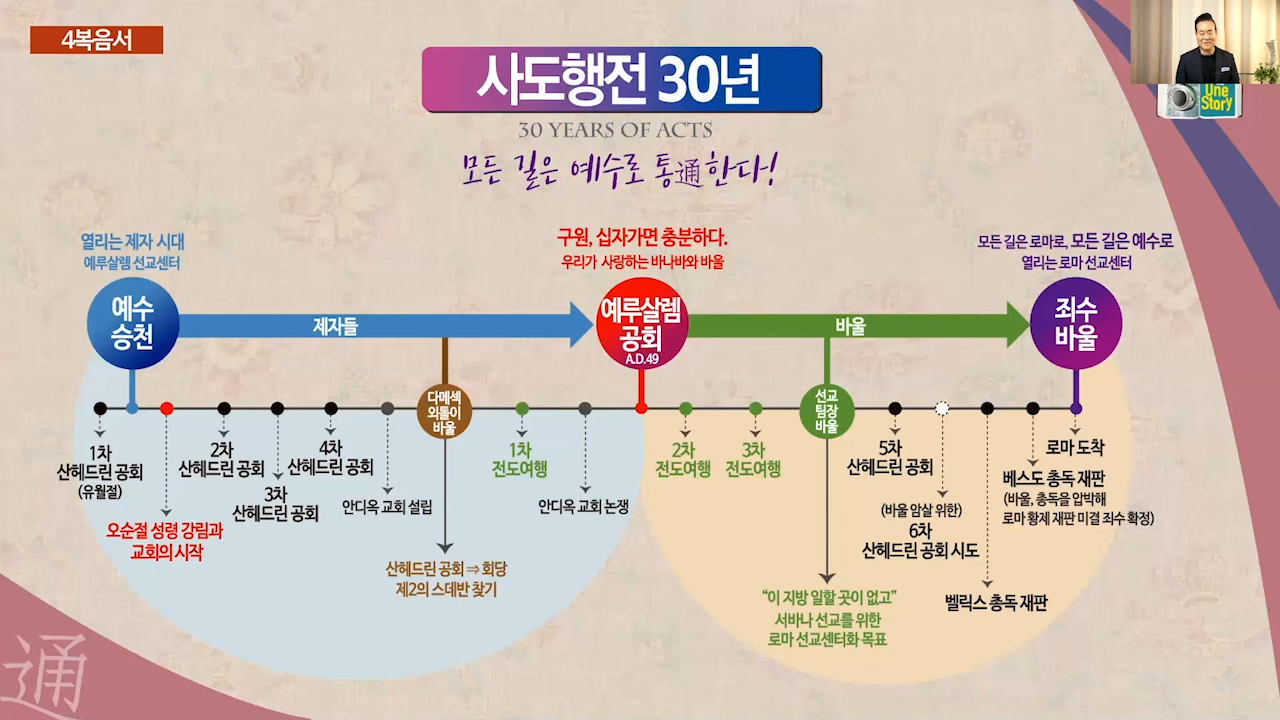 4복음서
사도행전 30년
30 YEARS OF ACTS
모든 길은 예수로 통通한다!
One
Story
열리는 제자 시대
예루살렘 선교센터
구원, 십자가면 충분하다.
우리가 사랑하는 바나바와 바울
모든 길은 로마로, 모든 길은 예수로
열리는 로마 선교센터
예수
승천
제자들
예루살렘
공회
A.D.49
바울
죄수
바울
다메섹
외톨이
바울
선교
팀장
바울
1차
산헤드린 공회
(유월절)
오순절 성령 강림과
교회의 시작
2차
산헤드린 공회
3차
산헤드린 공회
4차
산헤드린 공회
안디옥 교회 설립
산헤드린 공회 ⇒ 회당
제2의 스데반 찾기
1차
전도여행
안디옥 교회 논쟁
2차
전도여행
3차
전도여행
“이 지방 일할 곳이 없고”
서바나 선교를 위한
로마 선교센터화 목표
5차
산헤드린 공회
(바울 암살 위한)
6차
산헤드린 공회 시도
벨릭스 총독 재판
베스도 총독 재판
(바울, 총독을 압박해
로마 황제 재판 미결 죄수 확정)
로마 도착
通